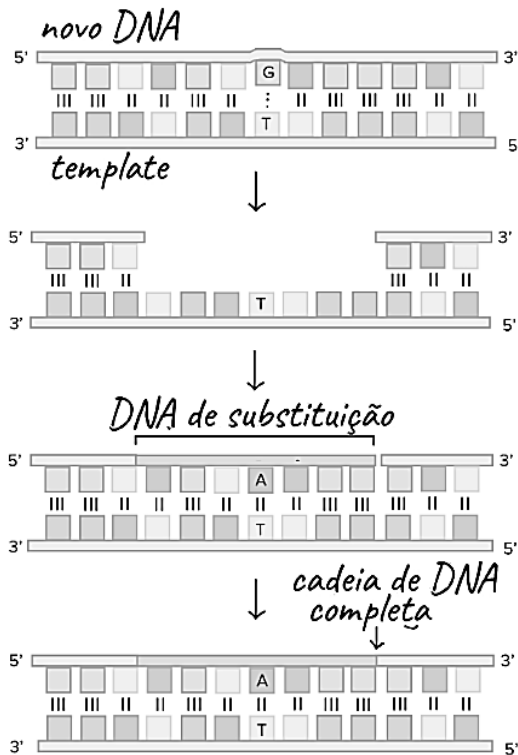 novo DNA
5' 3'
G
T
3' 5
template
5' 3'
T
3' 5'
DNA de substituição
5' 3'
A
T
3' 5'
cadeia de DNA
completa
5' 3'
A
T
3' 5'